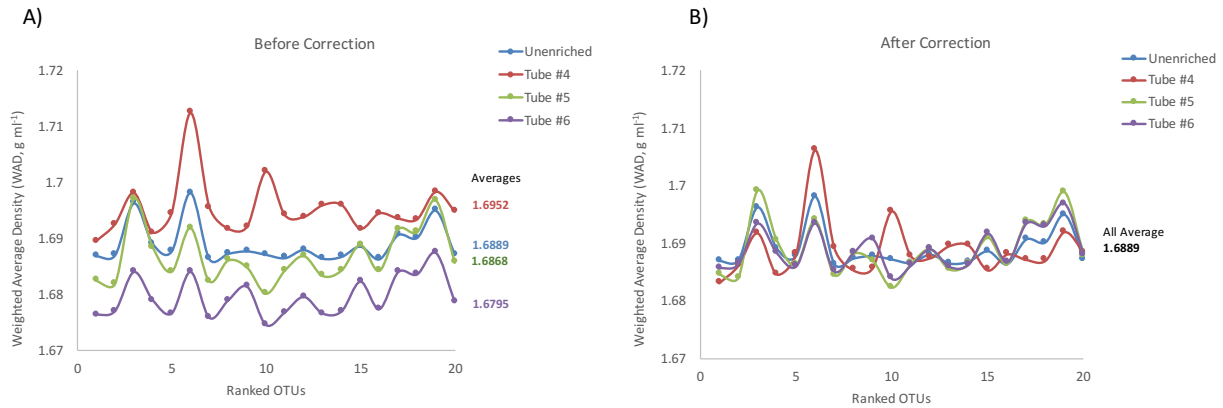 A)
Before Correction
Unenriched
Tube #4
Tube #5
Tube #6
Weighted Average Density (WAD, g ml-1)
1.72
1.71
1.7
1.69
1.68
1.67
0
5
10
15
20
Ranked OTUs
Averages
1.6952
1.6889
1.6868
1.6795
B)
After Correction
Unenriched
Tube #4
Tube #5
Tube #6
Weighted Average Density (WAD, g ml-1)
1.72
1.71
1.7
1.69
1.68
1.67
0
5
10
15
20
Ranked OTUs
All Average
1.6889